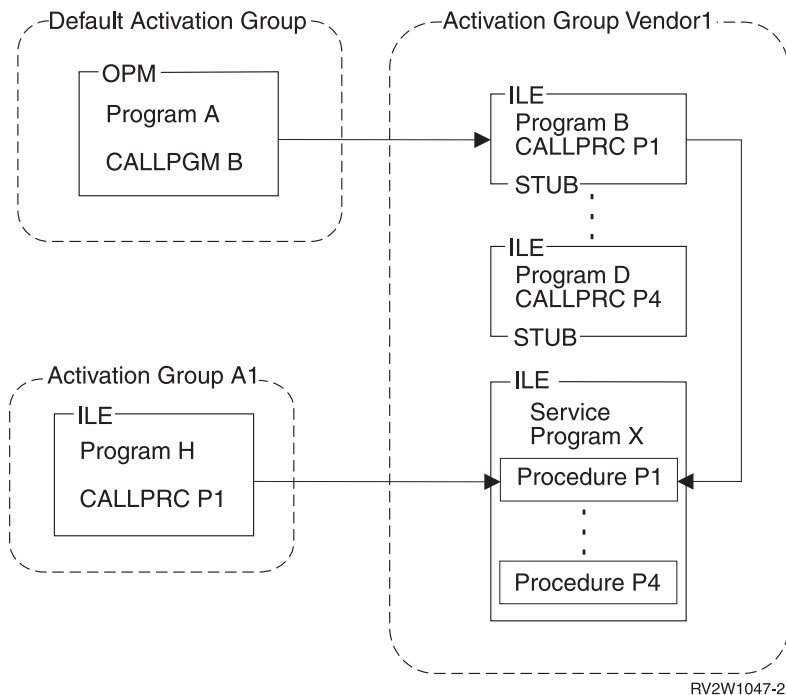 Default Activation Group
OPM
Program A
CALLPGM B
Activation Group Vendor1
ILE
Program B
CALLPRC P1
STUB
ILE
Program D
CALLPRC P4
STUB
Activation Group A1
ILE
Program H
CALLPRC P1
ILE
Service
Program X
Procedure P1
Procedure P4
RV2W1047-2